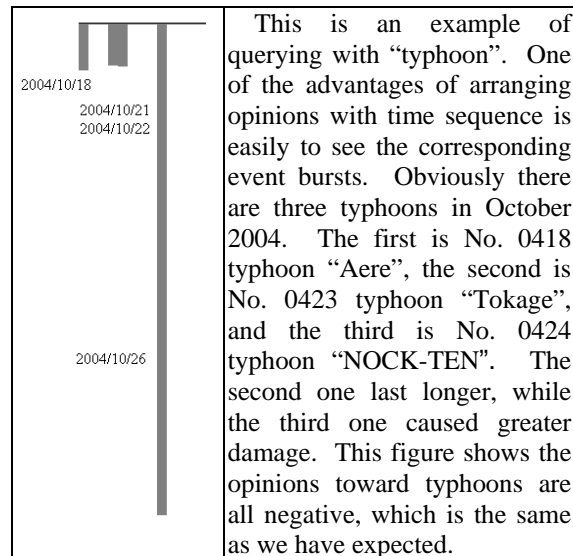 2004/10/18
2004/10/21
2004/10/22
2004/10/26
This is an example of
querying with “typhoon”. One
of the advantages of arranging
opinions with time sequence is
easily to see the corresponding
event bursts. Obviously there
are three typhoons in October
2004. The first is No. 0418
typhoon “Aere”, the second is
No. 0423 typhoon “Tokage”,
and the third is No. 0424
typhoon “NOCK-TEN”. The
second one last longer, while
the third one caused greater
damage. This figure shows the
opinions toward typhoons are
all negative, which is the same
as we have expected.